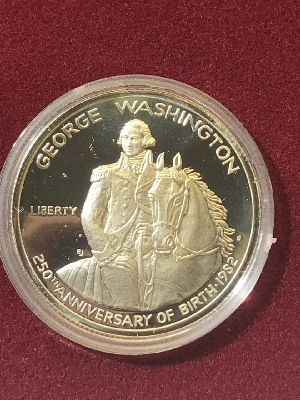 GEORGE WASHINGTON
LIBERTY
250TH ANNIVERSARY OF BIRTH·1982